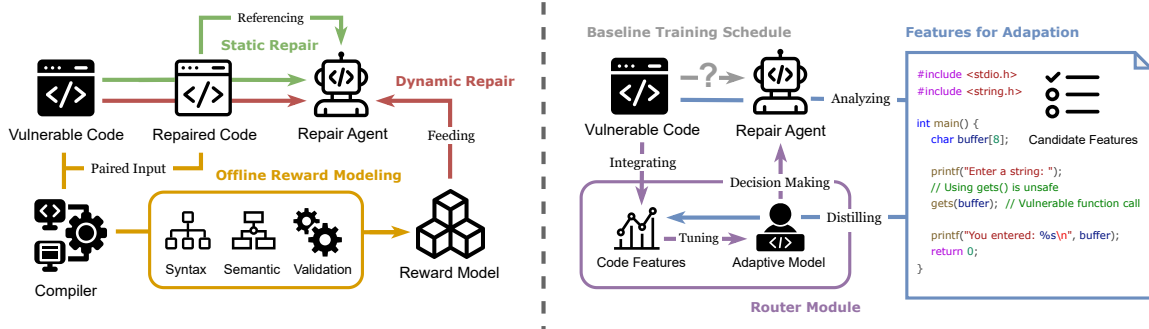 Referencing
Static Repair
Dynamic Repair
Vulnerable Code
Repaired Code
Repair Agent
Feeding
Paired Input
Offline Reward Modeling
Syntax
Semantic
Validation
Compiler
Reward Model
Baseline Training Schedule
?
Vulnerable Code
Repair Agent
Analyzing
Integrating
Decision Making
Distilling
Tuning
Code Features
Adaptive Model
Router Module
Features for Adapation
#include <stdio.h>
#include <string.h>
Candidate Features
int main() {
char buffer[8];
printf("Enter a string: ");
// Using gets() is unsafe
gets(buffer); // Vulnerable function call
printf("You entered: %s\n", buffer);
return 0;
}